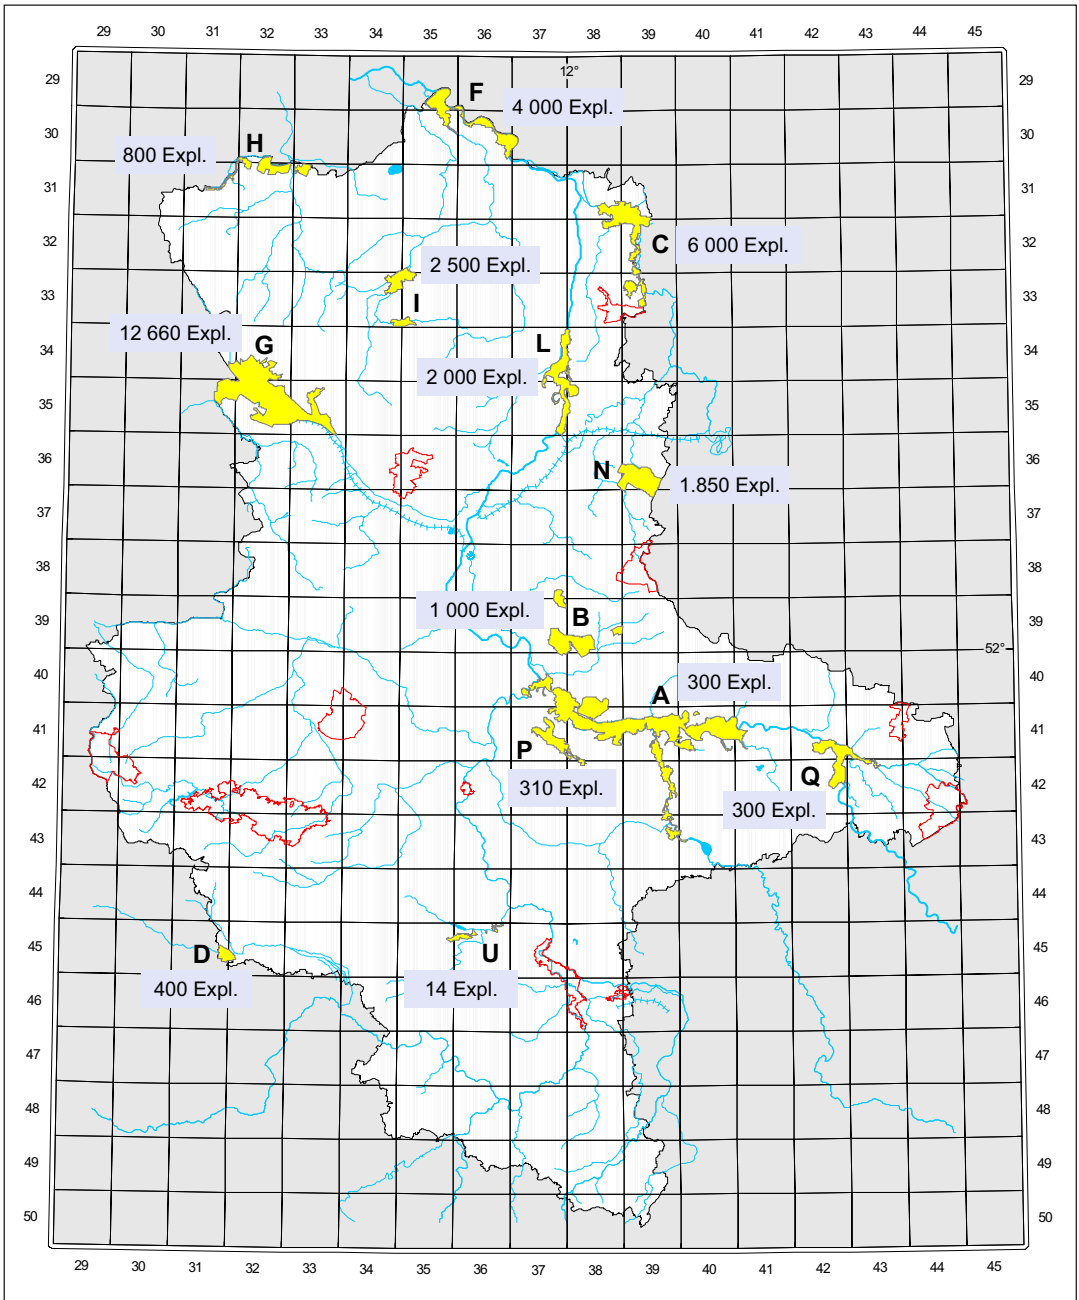 29 30 31 32 33 34 35 36 37 38 39 40 41 42 43 44 45
12°
29 29
F
4 000 Expl.
30 30
H
800 Expl.
31 31
C
6 000 Expl.
32 32
2 500 Expl.
33 33
I
12 660 Expl.
G
L
34 34
2 000 Expl.
35 35
36 36
N
1.850 Expl.
37 37
38 38
1 000 Expl.
B
39 39
52°
40 40
300 Expl.
A
41 41
P
Q
42 42
310 Expl.
300 Expl.
43 43
44 44
45 45
D
U
400 Expl.
14 Expl.
46 46
47 47
48 48
49 49
50 50
29 30 31 32 33 34 35 36 37 38 39 40 41 42 43 44 45